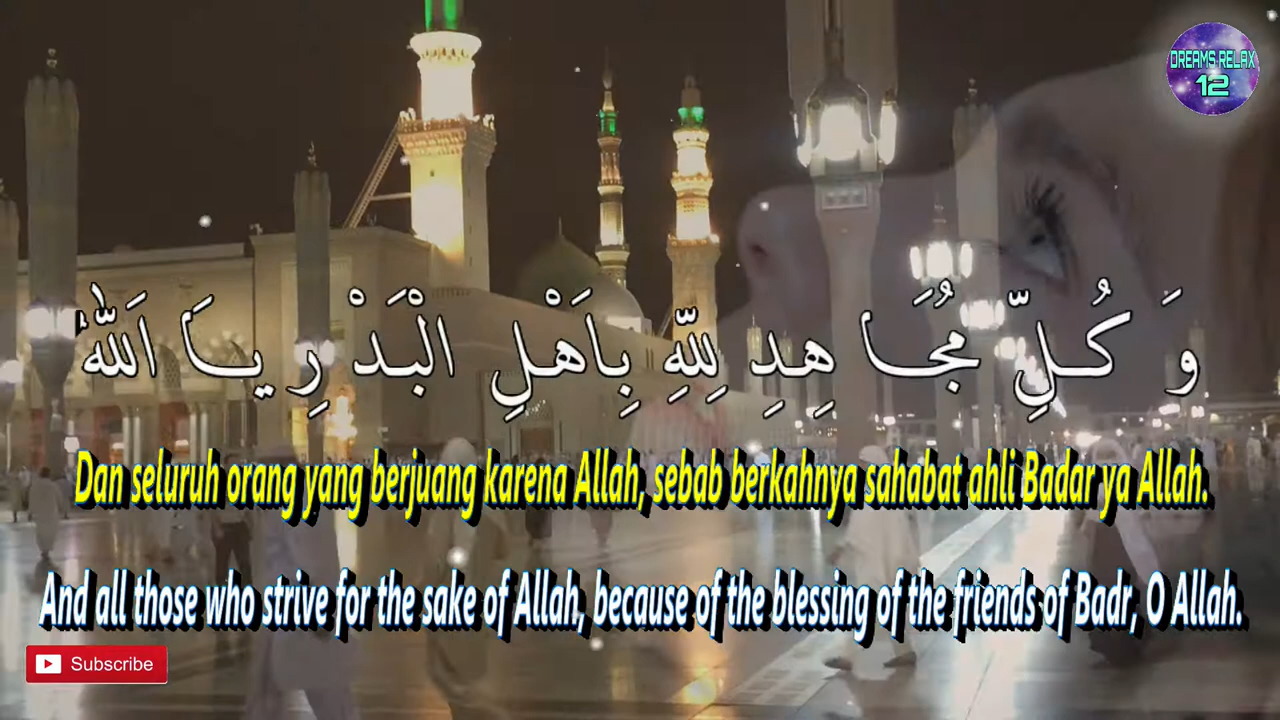 DREAMS RELAX
12
وَ كُلِّ مُجَا هِدِ لِلّٰهِ بِاَهْلِ الْبَدْ رِ يَا اَللّٰهُ
Dan seluruh orang yang berjuang karena Allah, sebab berkahnya sahabat ahli Badar ya Allah.
And all those who strive for the sake of Allah, because of the blessing of the friends of Badr, O Allah.
Subscribe